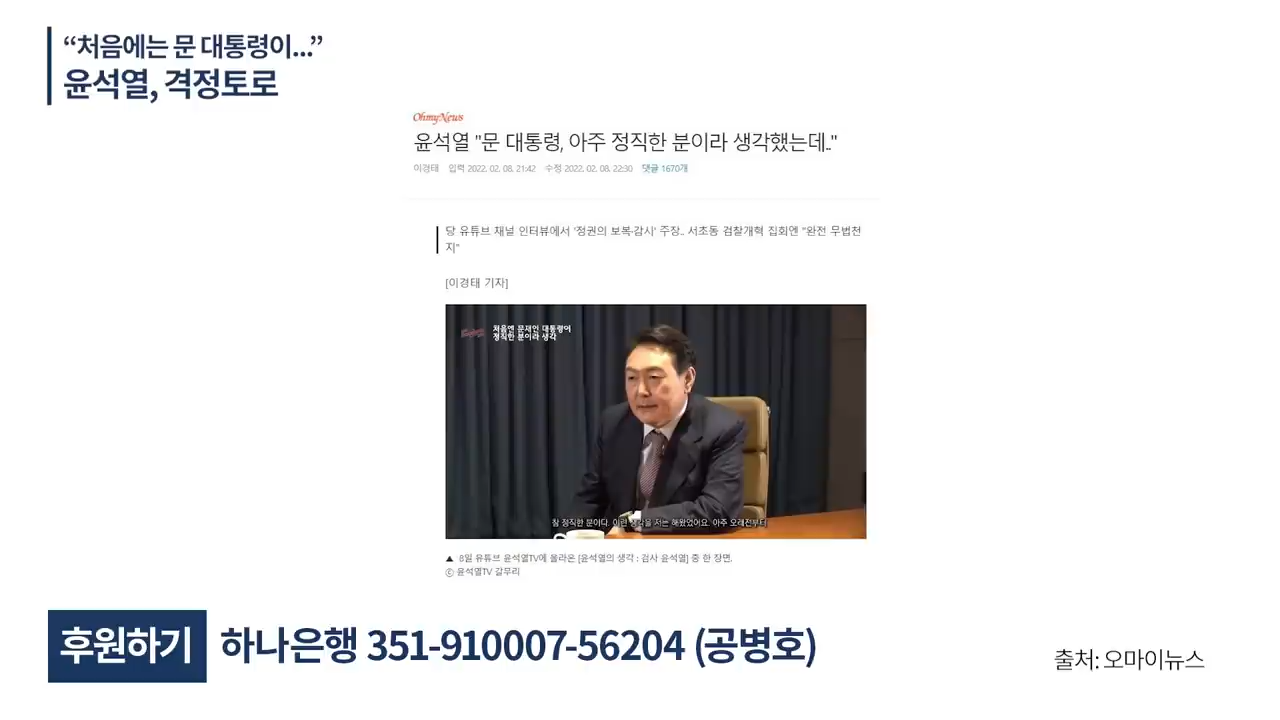 “처음에는 문 대통령이...”
윤석열, 격정토로
OhmyNews
윤석열 "문 대통령, 아주 정직한 분이라 생각했는데.."
이경태 입력 2022. 02. 08. 21:42 수정 2022. 02. 08. 22:30 댓글 1670개
당 유튜브 채널 인터뷰에서 '정권의 보복·감시' 주장.. 서초동 검찰개혁 집회엔 "완전 무법천
지"
[이경태 기자]
처음엔 문재인 대통령이
정직한 분이라 생각
참 정직한 분이다. 이런 생각을 저는 해왔었어요. 아주 오래전부터
▲ 8일 유튜브 윤석열TV에 올라온 [윤석열의 생각 : 검사 윤석열] 중 한 장면.
ⓒ 윤석열TV 갈무리
후원하기 하나은행 351-910007-56204 (공병호)
출처: 오마이뉴스